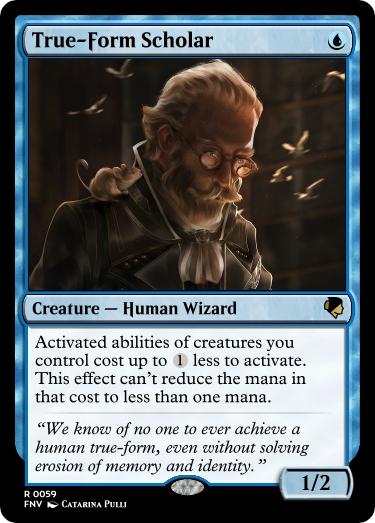 True-Form Scholar
Creature — Human Wizard
Activated abilities of creatures you
control cost up to 1 less to activate.
This effect can't reduce the mana in
that cost to less than one mana.
“We know of no one to ever achieve a
human true-form, even without solving
erosion of memory and identity.”
1/2
R 0059
FNV Catarina Pulli